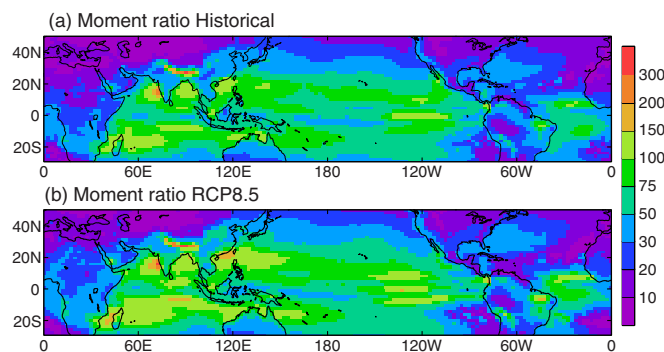 (a) Moment ratio Historical
40N
20N
0
20S
0 60E 120E 180 120W 60W 0
(b) Moment ratio RCP8.5
40N
20N
0
20S
0 60E 120E 180 120W 60W 0
300
200
150
100
75
50
30
20
10